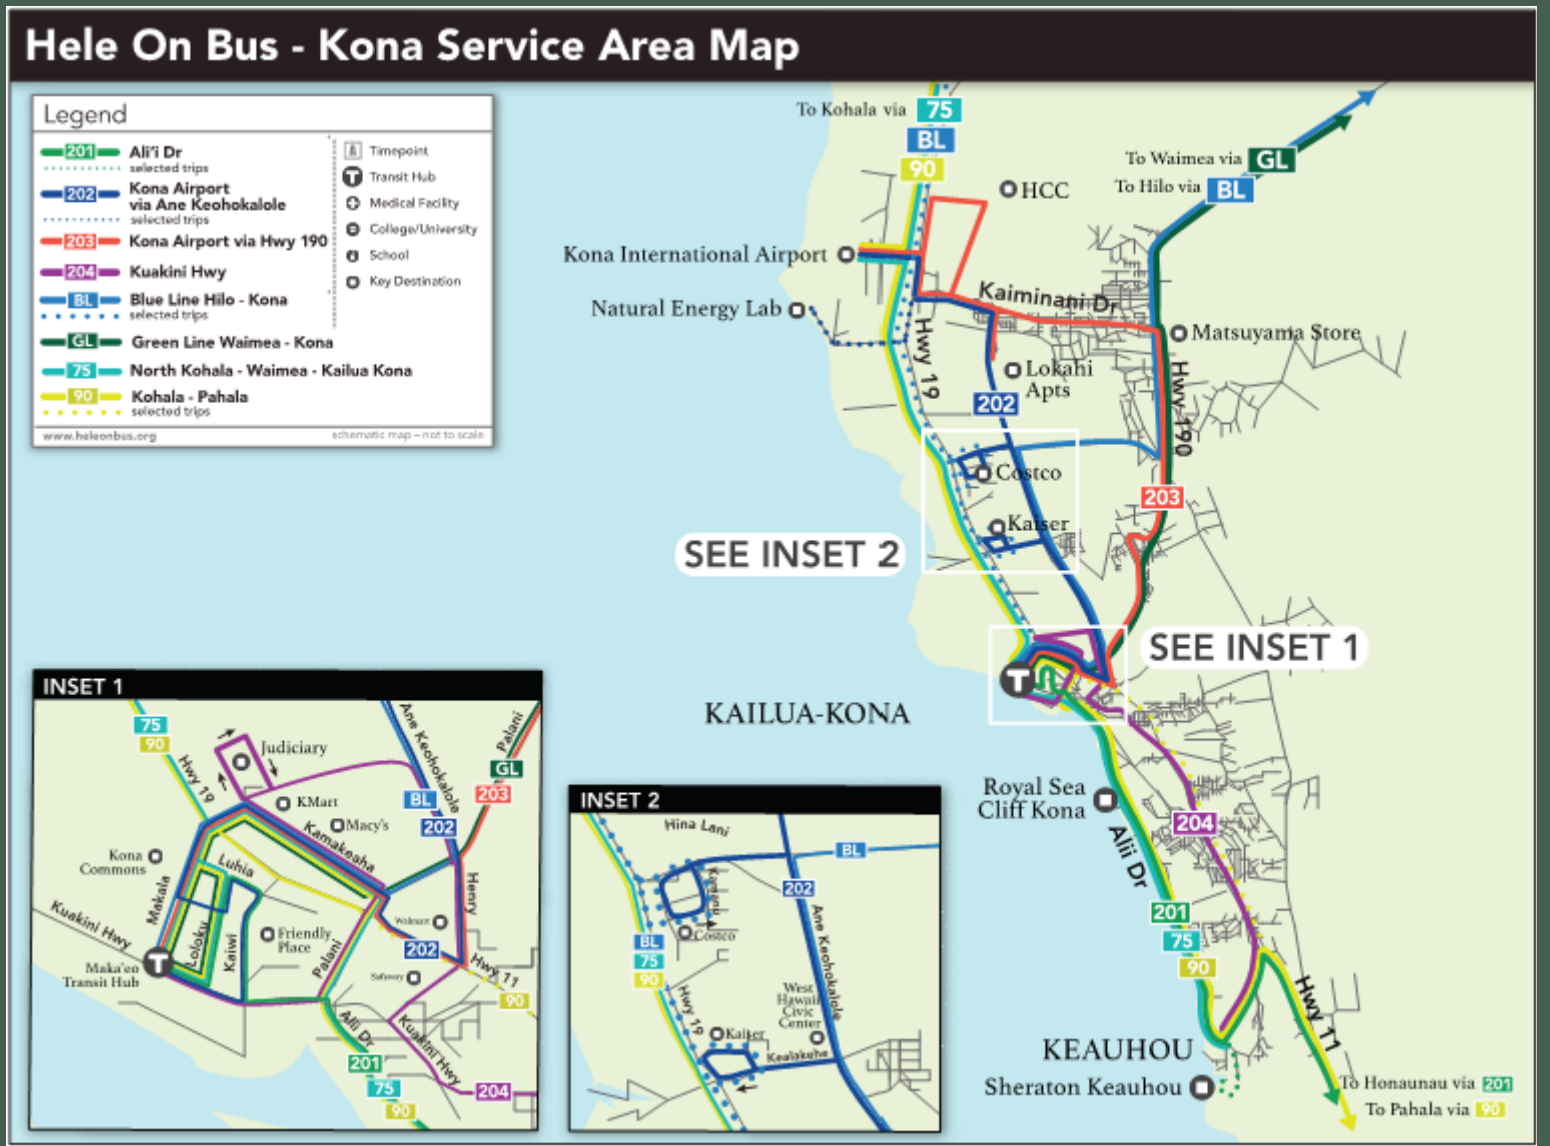 Hele On Bus - Kona Service Area Map
Legend
201 Ali'i Dr
selected trips
202 Kona Airport
via Ane Keohokalole
selected trips
203 Kona Airport via Hwy 190
204 Kuakini Hwy
BL Blue Line Hilo - Kona
selected trips
GL Green Line Waimea - Kona
75 North Kohala - Waimea - Kailua Kona
90 Kohala - Pahala
selected trips
Timepoint
T Transit Hub
Medical Facility
College/University
School
Key Destination
www.heleonbus.org
schematic map – not to scale
To Kohala via 75
BL
90
To Waimea via GL
To Hilo via BL
HCC
Kona International Airport
Natural Energy Lab
Kaiminani Dr
Matsuyama Store
Hwy 19
Lokahi
Apts
Hwy 190
202
Costco
203
Kaiser
SEE INSET 2
SEE INSET 1
T
KAILUA-KONA
Royal Sea
Cliff Kona
204
Alii Dr
201
75
90
Hwy 11
KEAUHOU
Sheraton Keauhou
To Honaunau via 201
To Pahala via 90
INSET 1
75
90
Hwy 19
Judiciary
Ane Keohokalole
Palani
GL
203
KMart
BL
Macy's
202
Kamakeaha
Kona
Commons
Luhia
Makala
Henry
Kuakini Hwy
Loloku
Kaiwi
Friendly
Place
Palani
Walmart
202
Safeway
Hwy 11
90
T
Maka'eo
Transit Hub
Alii Dr
Kuakini Hwy
201
75
90
204
INSET 2
Hina Lani
BL
Kamanu
202
Costco
Ane Keohokalole
BL
75
90
Hwy 19
West
Hawaii
Civic
Center
Kaiser
Kealakehe